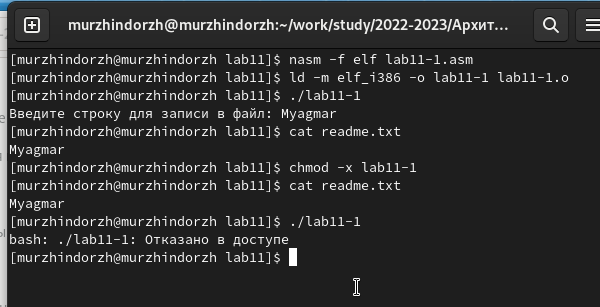 murzhindorzh@murzhindorzh:~/work/study/2022-2023/Архит...
[murzhindorzh@murzhindorzh lab11]$ nasm -f elf lab11-1.asm
[murzhindorzh@murzhindorzh lab11]$ ld -m elf_i386 -o lab11-1 lab11-1.o
[murzhindorzh@murzhindorzh lab11]$ ./lab11-1
Введите строку для записи в файл: Myagmar
[murzhindorzh@murzhindorzh lab11]$ cat readme.txt
Myagmar
[murzhindorzh@murzhindorzh lab11]$ chmod -x lab11-1
[murzhindorzh@murzhindorzh lab11]$ cat readme.txt
Myagmar
[murzhindorzh@murzhindorzh lab11]$ ./lab11-1
bash: ./lab11-1: Отказано в доступе
[murzhindorzh@murzhindorzh lab11]$